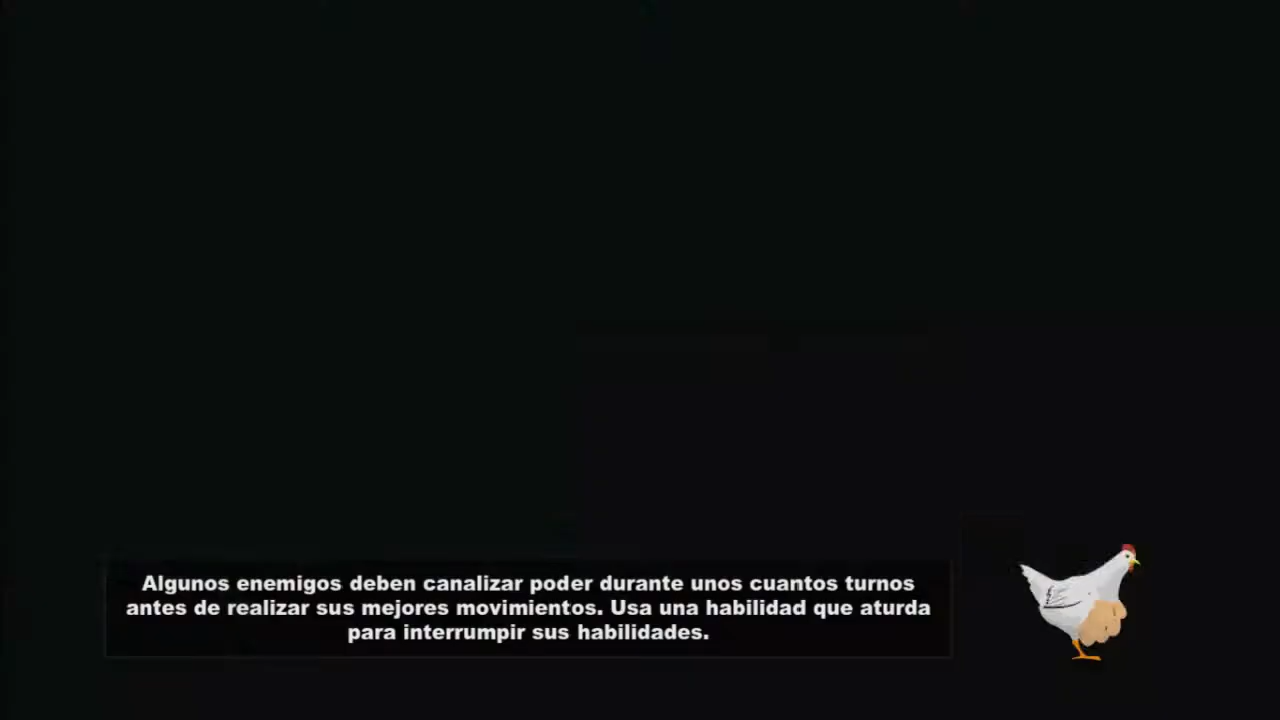 Algunos enemigos deben canalizar poder durante unos cuantos turnos
antes de realizar sus mejores movimientos. Usa una habilidad que aturda
para interrumpir sus habilidades.